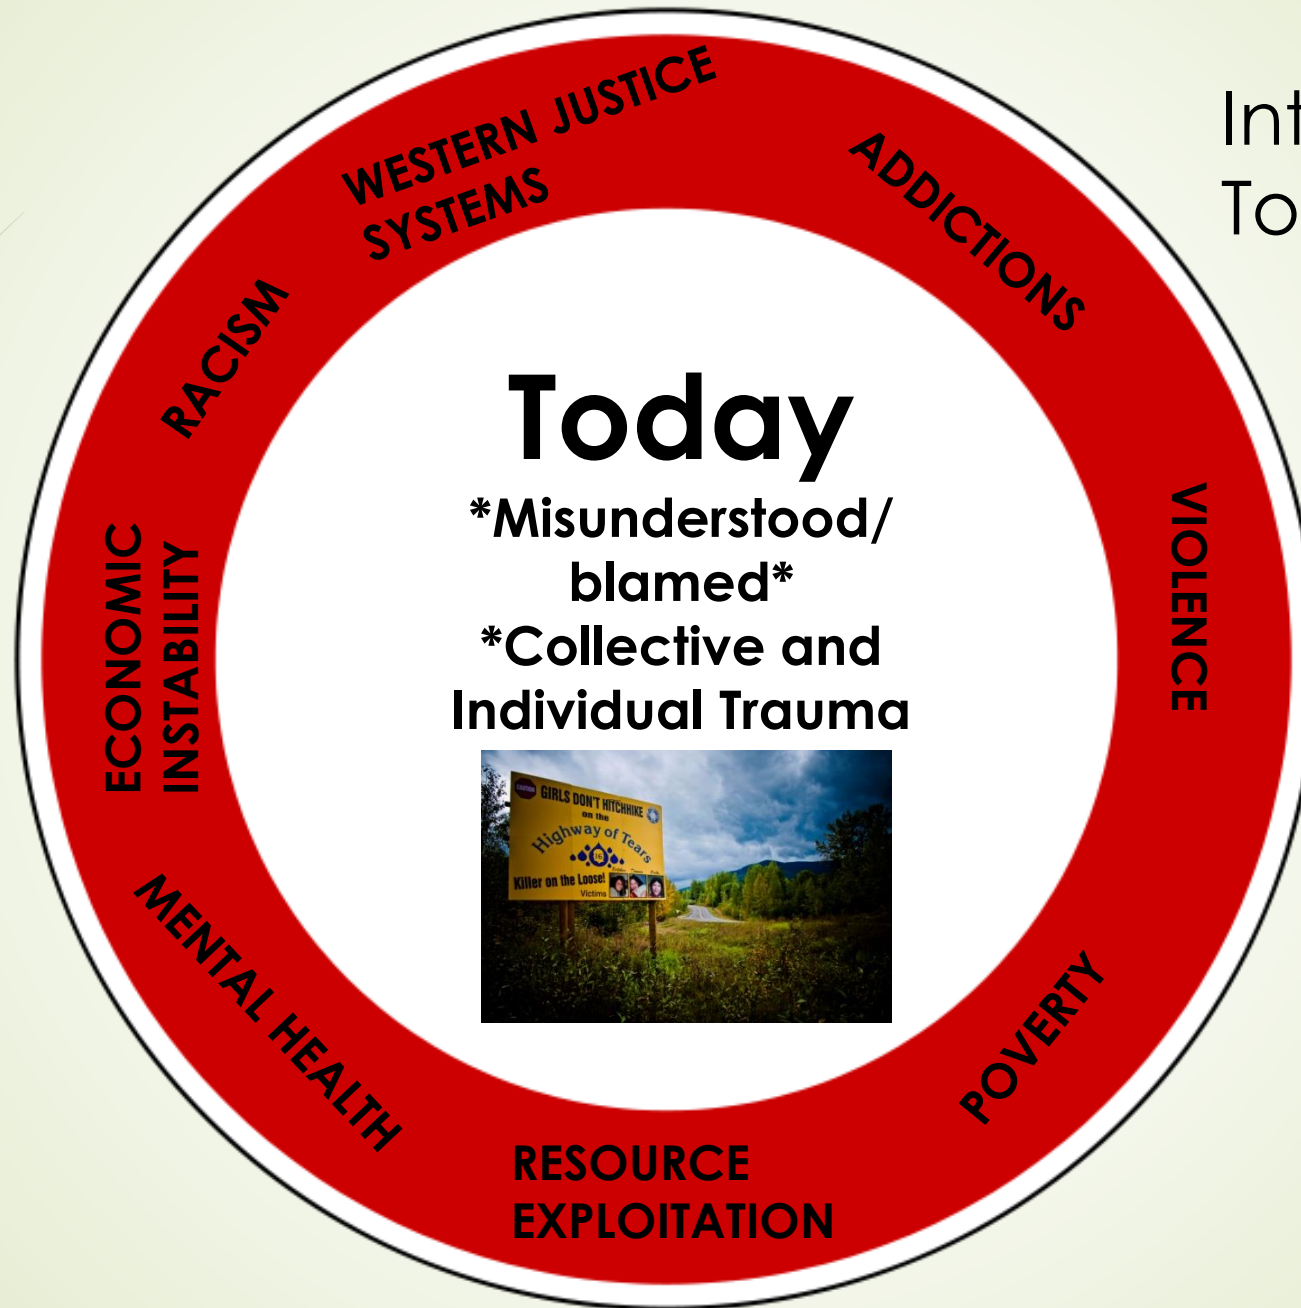 Int
To
WESTERN JUSTICE
SYSTEMS
ADDICTIONS
RACISM
VIOLENCE
ECONOMIC
INSTABILITY
MENTAL HEALTH
POVERTY
RESOURCE
EXPLOITATION
Today
*Misunderstood/
blamed*
*Collective and
Individual Trauma
GIRLS DON'T HITCHHIKE
on the
Highway of Tears
16
Killer on the Loose!
Victims